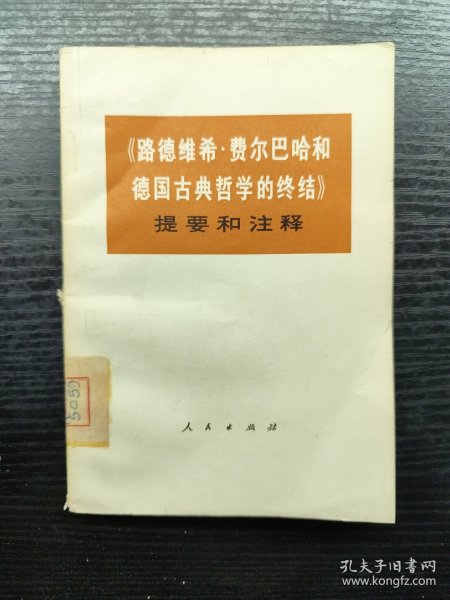 《路德维希·费尔巴哈和
德国古典哲学的终结》
提要和注释
5059
人民出版社
孔夫子旧书网
www.kongfz.com